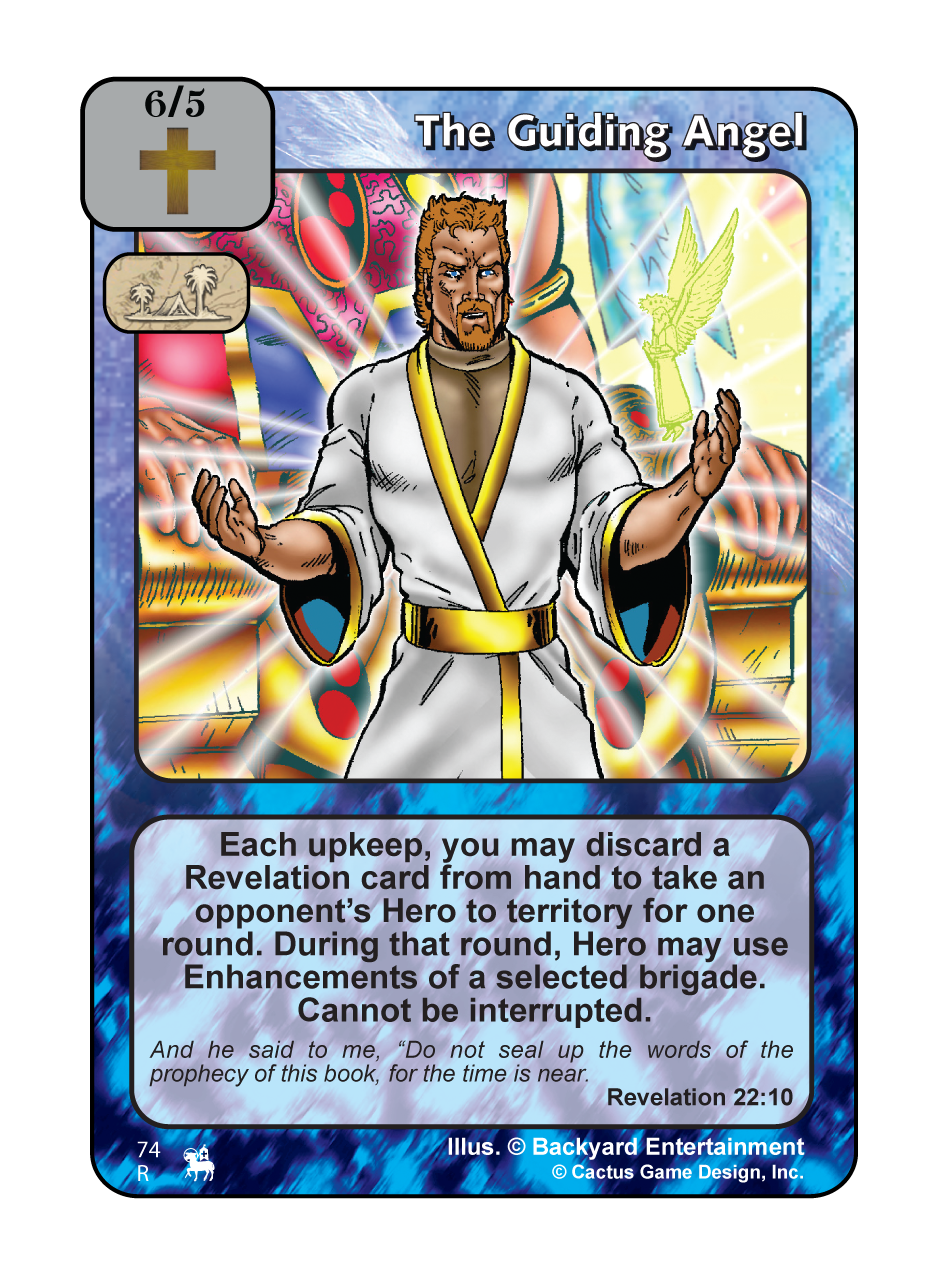 6/5
The Guiding Angel
Each upkeep, you may discard a
Revelation card from hand to take an
opponent’s Hero to territory for one
round. During that round, Hero may use
Enhancements of a selected brigade.
Cannot be interrupted.
And he said to me, “Do not seal up the words of the
prophecy of this book, for the time is near.
Revelation 22:10
74
R
Illus. © Backyard Entertainment
© Cactus Game Design, Inc.